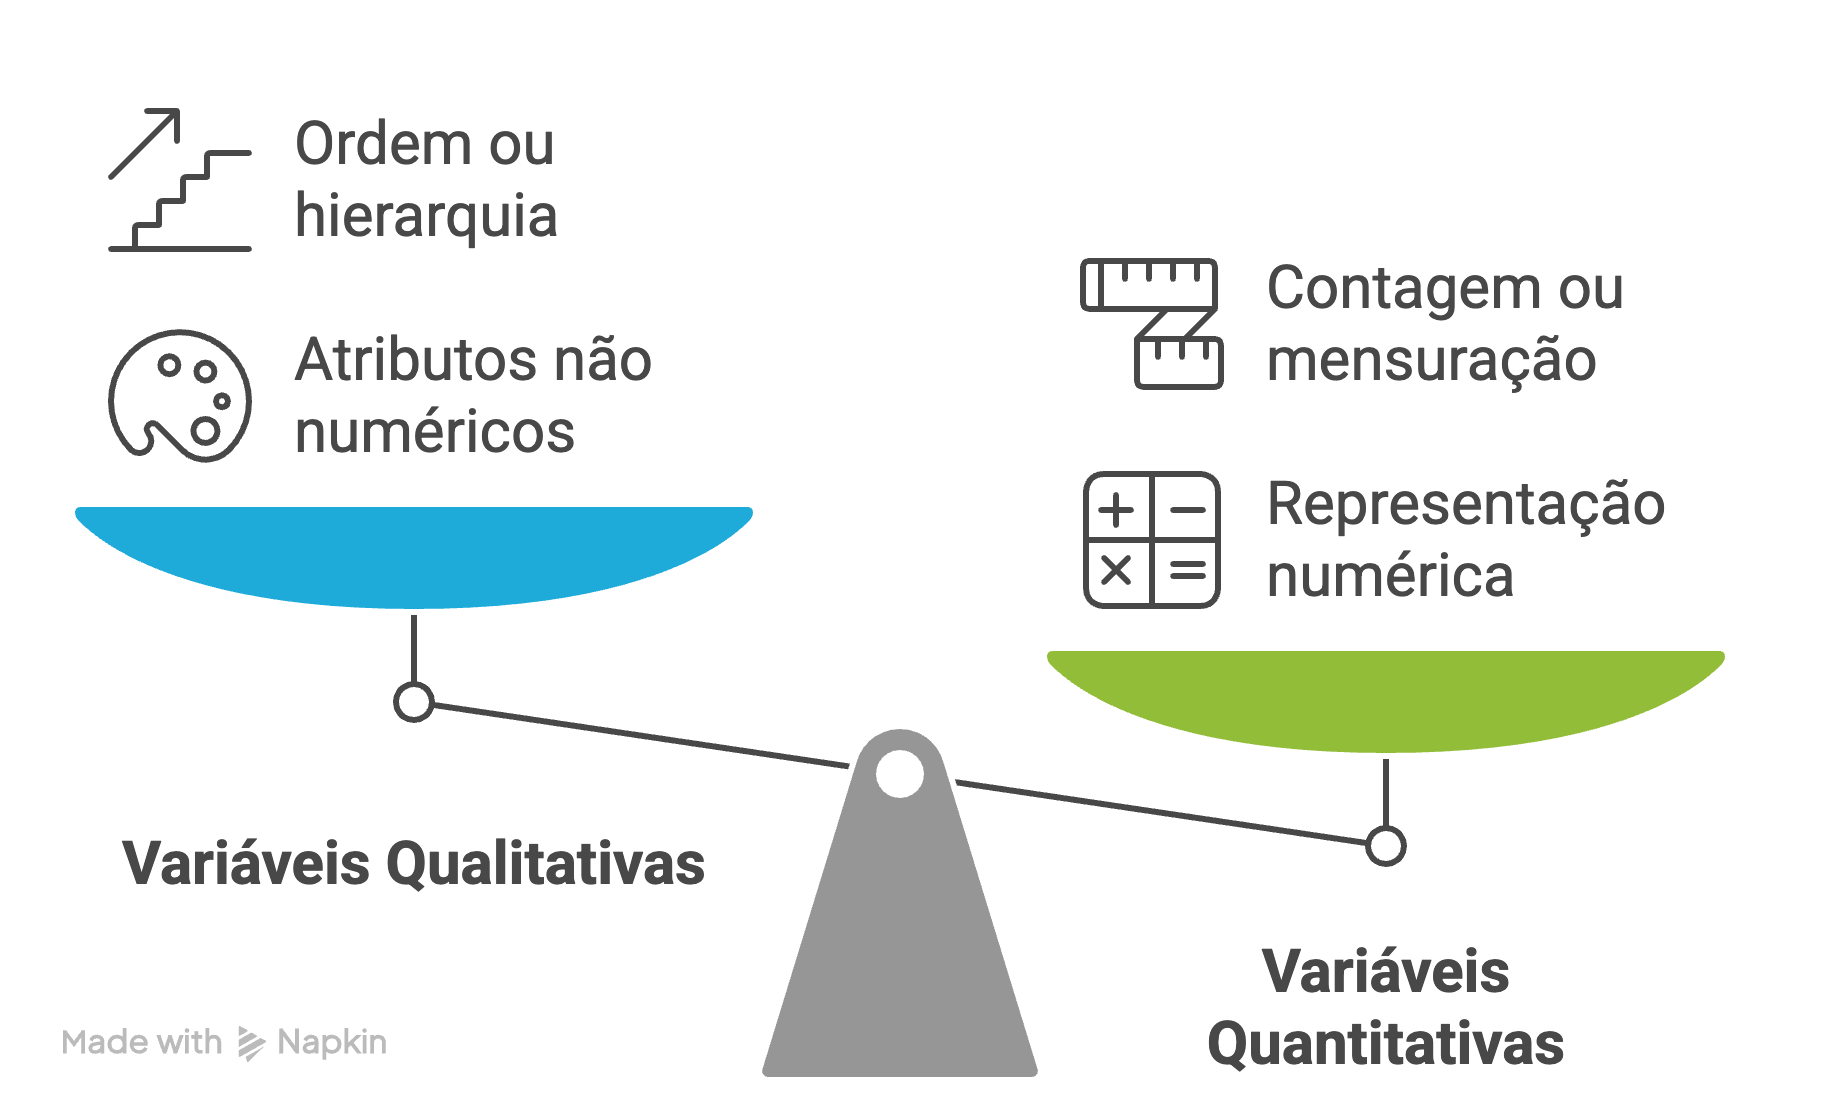 Ordem ou
hierarquia
Atributos não
numéricos
Contagem ou
mensuração
Representação
numérica
Variáveis Qualitativas
Variáveis
Quantitativas
Made with Napkin